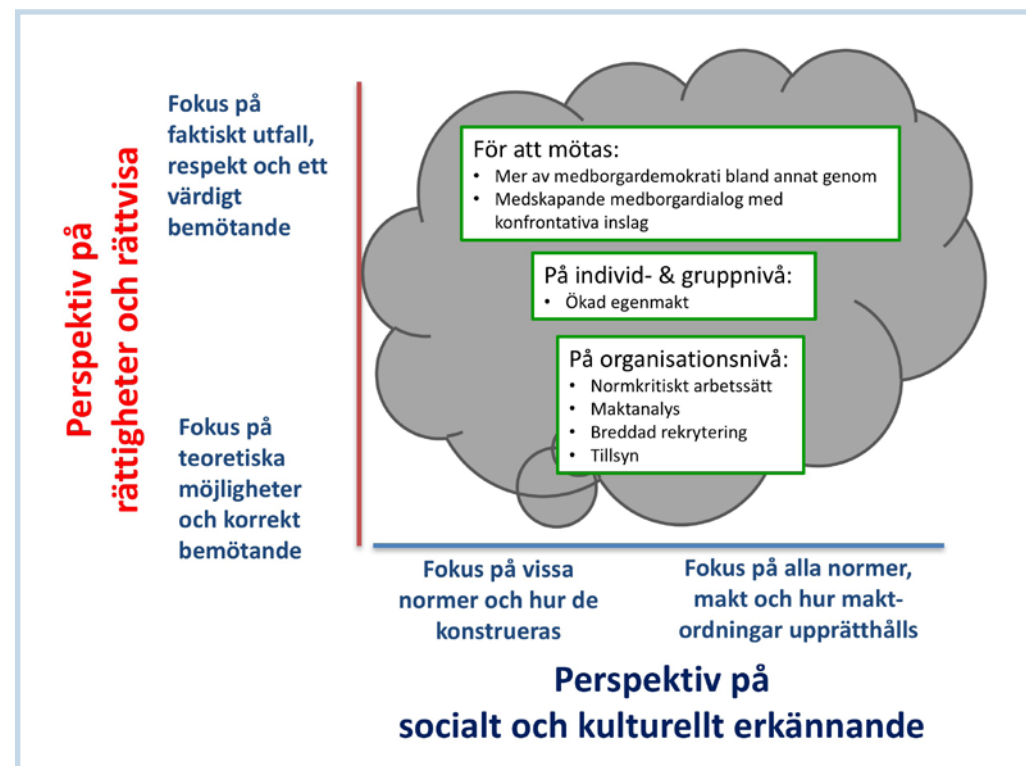 Perspektiv på
rättigheter och rättvisa
Fokus på
faktiskt utfall,
respekt och ett
värdigt
bemötande
Fokus på
teoretiska
möjligheter
och korrekt
bemötande
För att mötas:
• Mer av medborgardemokrati bland annat genom
• Medskapande medborgardialog med
konfrontativa inslag
På individ- & gruppnivå:
• Ökad egenmakt
På organisationsnivå:
• Normkritiskt arbetssätt
• Maktanalys
• Breddad rekrytering
• Tillsyn
Fokus på vissa
normer och hur de
konstrueras
Fokus på alla normer,
makt och hur makt-
ordningar upprätthålls
Perspektiv på
socialt och kulturellt erkännande